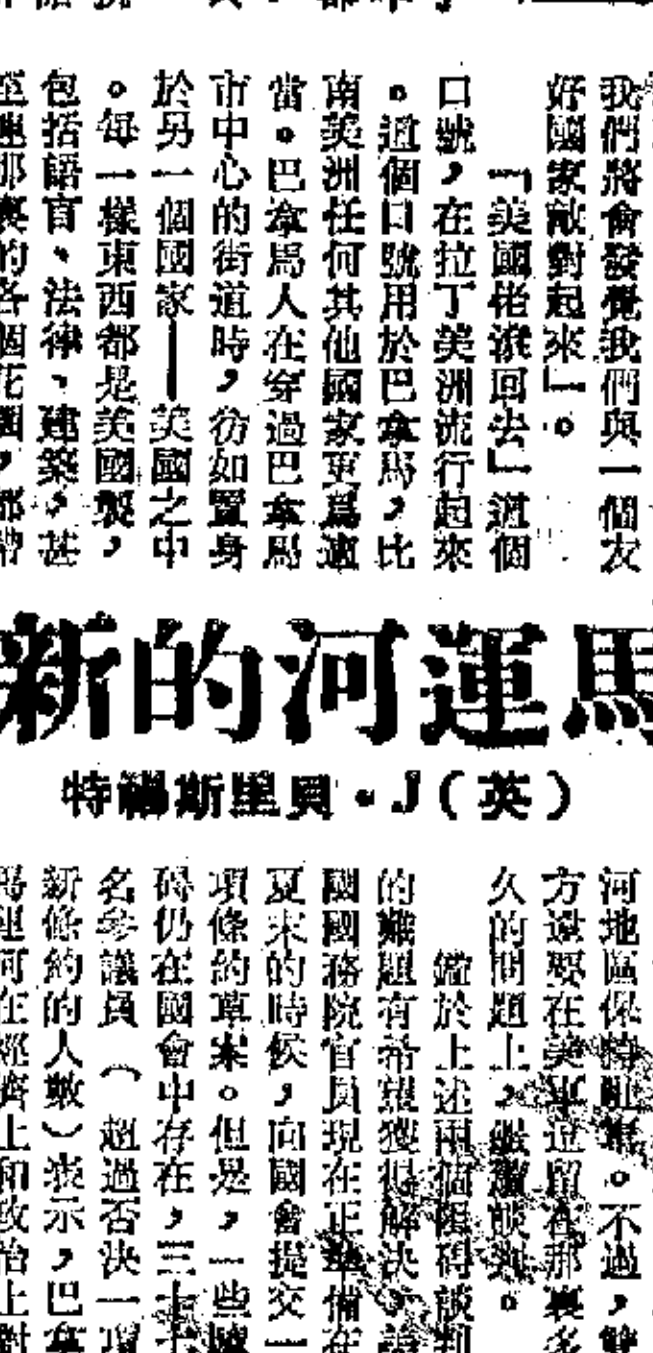 我們將會發覺我們與一個友
好國家敵對起來」。
「美國佬滾回去」這個
口號，在拉丁美洲流行起來
。這個口號用於巴拿馬，比
南美洲任何其他國家更爲適
當。巴拿馬人在穿過巴拿馬
市中心的街道時，彷如置身
於另一個國家——美國之中
。每一樣東西都是美國製，
包括語言、法律、建築，甚
至連那裏的各個花園，都帶
馬運河的新
（英）J・貝里斯福特
河地區保持駐軍。不過，雙
方還要在美軍逗留在那裏多
久的問題上，繼續談判。
鑑於上述兩個阻碍談判
的難題有希望獲得解決，
國國務院官員現在正準備在
夏末的時候，向國會提交一
項條約草案。但是，一些
碍仍在國會中存在，三十
名參議員（超過否決一項
新條約的人數）表示，巴拿
馬運河在經濟上和政治上對